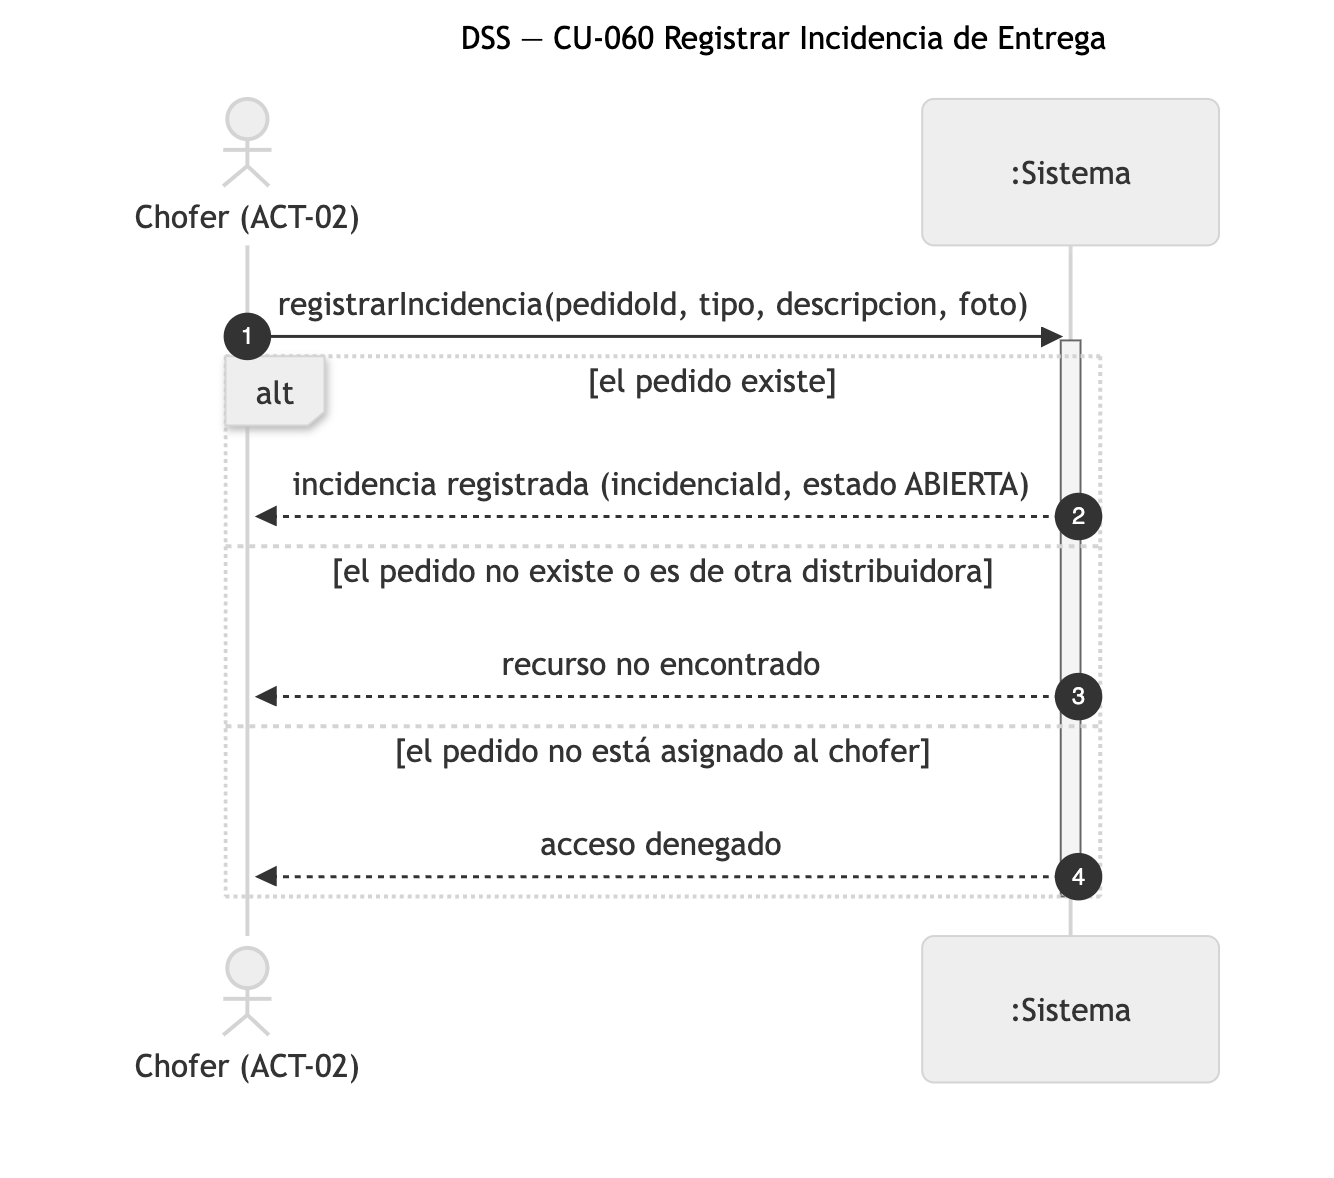 DSS — CU-060 Registrar Incidencia de Entrega
:Sistema
Chofer (ACT-02)
registrarIncidencia(pedidoId, tipo, descripcion, foto)
1
alt
[el pedido existe]
incidencia registrada (incidenciaId, estado ABIERTA)
2
[el pedido no existe o es de otra distribuidora]
recurso no encontrado
3
[el pedido no está asignado al chofer]
acceso denegado
4
:Sistema
Chofer (ACT-02)